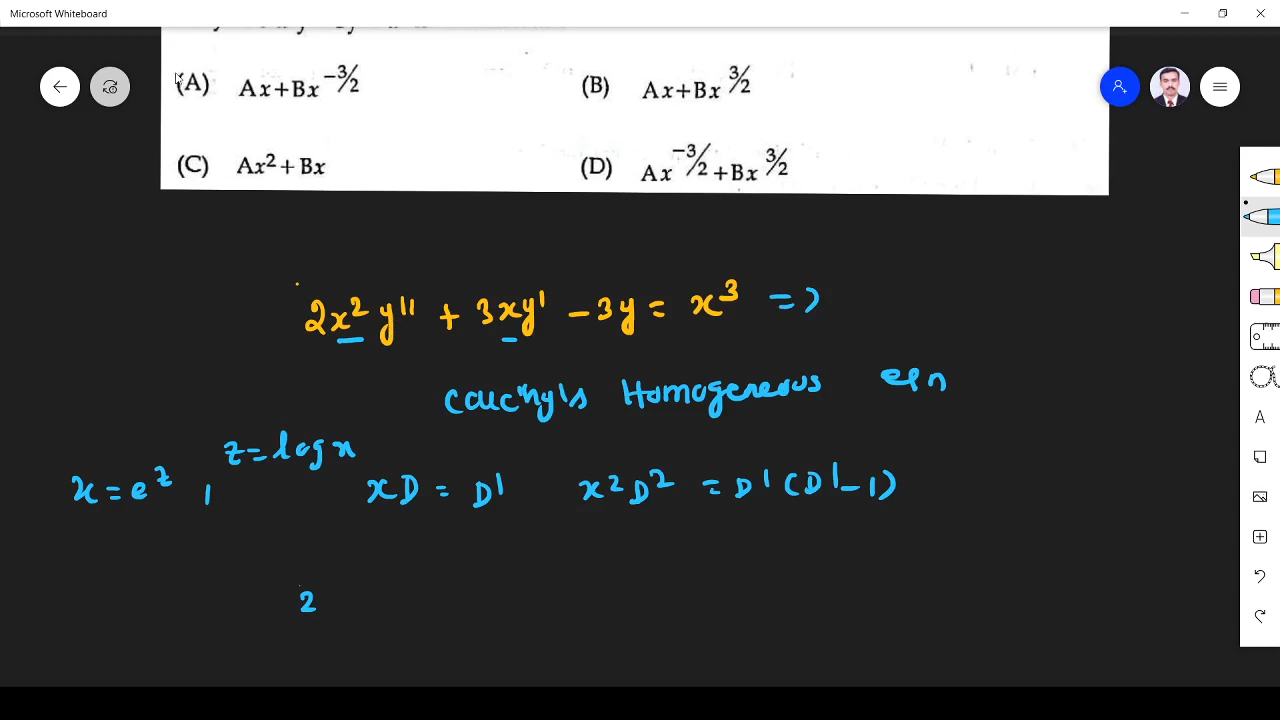 Microsoft Whiteboard
(A) Ax+Bx^-3/2 (B) Ax+Bx^3/2
(C) Ax²+Bx (D) Ax^-3/2+Bx^3/2
2x²y'' + 3xy' - 3y = x³ =>
Cauchy's Homogeneous eqn
z = log x
x = e^z , xD = D' x²D² = D'(D'-1)
2